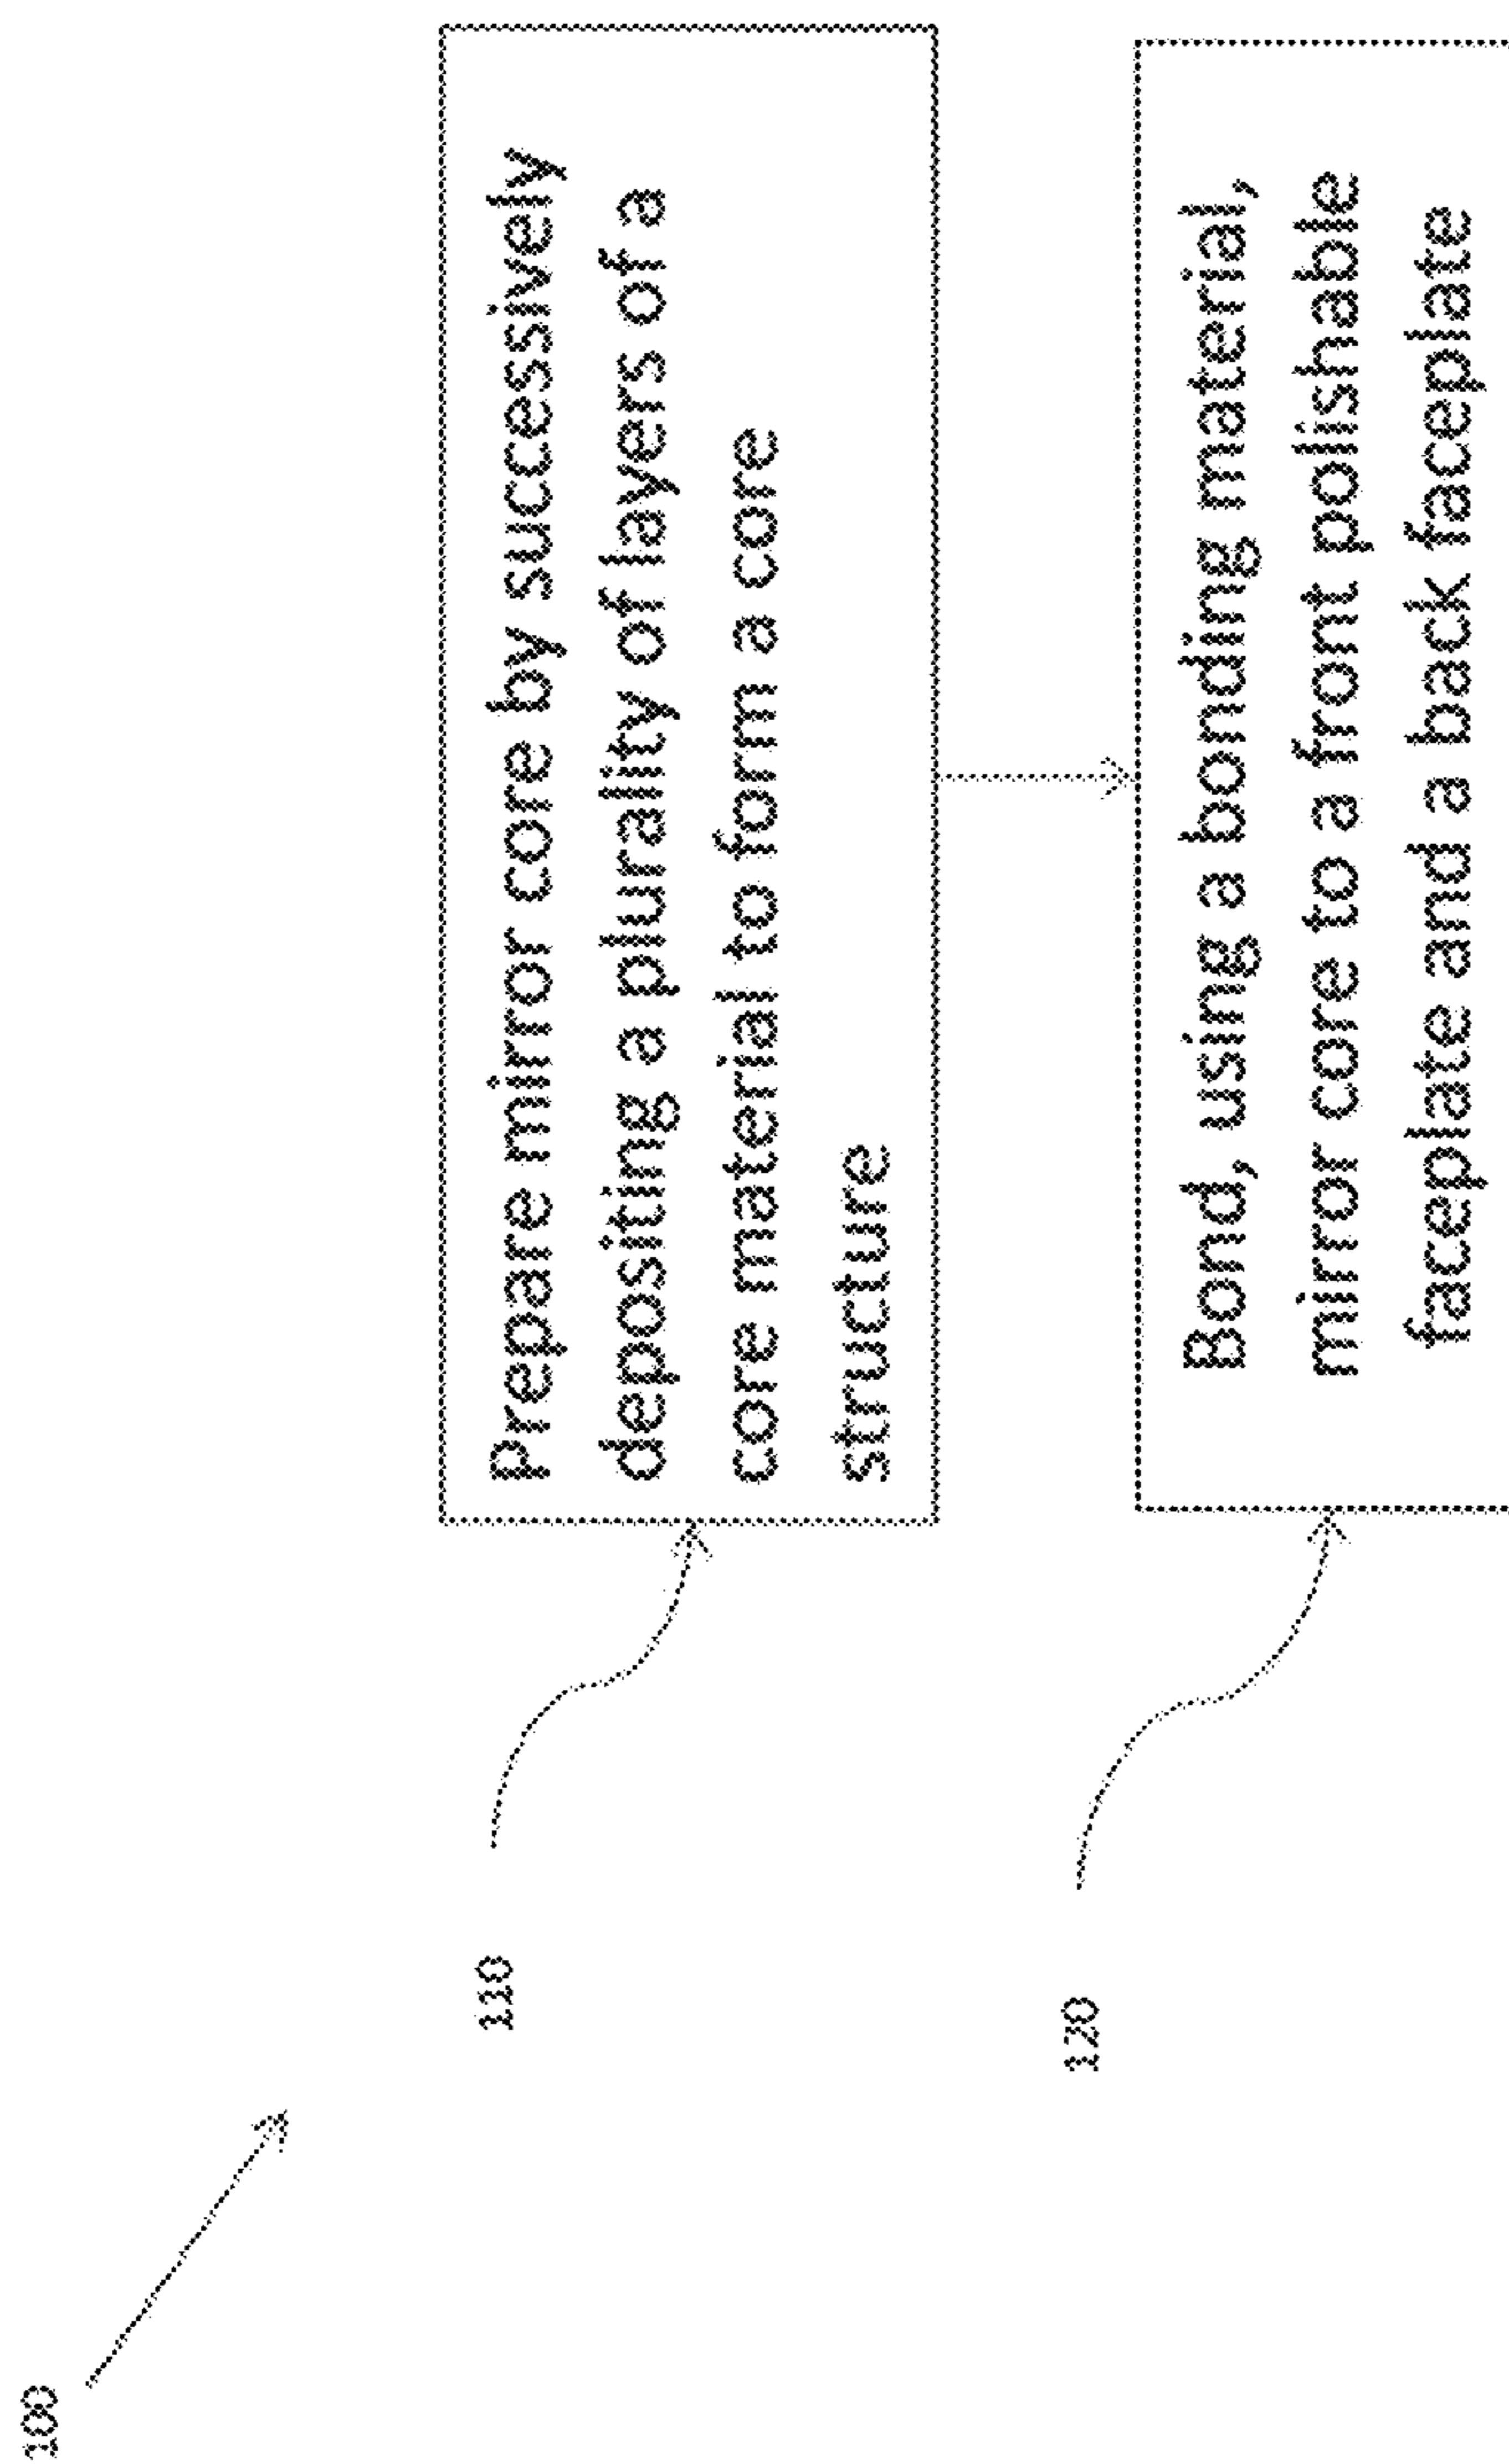 100
110
Prepare mirror core by successively
depositing a plurality of layers of a
core material to form a core
structure
120
Bond, using a bonding material,
mirror core to a front polishable
faceplate and a back faceplate